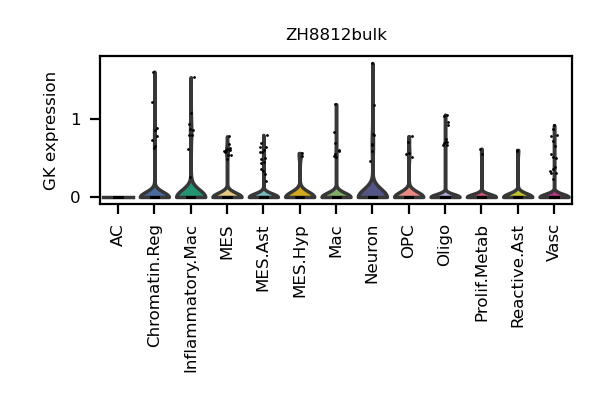 ZH8812bulk
GK expression
1
0
AC
Chromatin.Reg
Inflammatory.Mac
MES
MES.Ast
MES.Hyp
Mac
Neuron
OPC
Oligo
Prolif.Metab
Reactive.Ast
Vasc